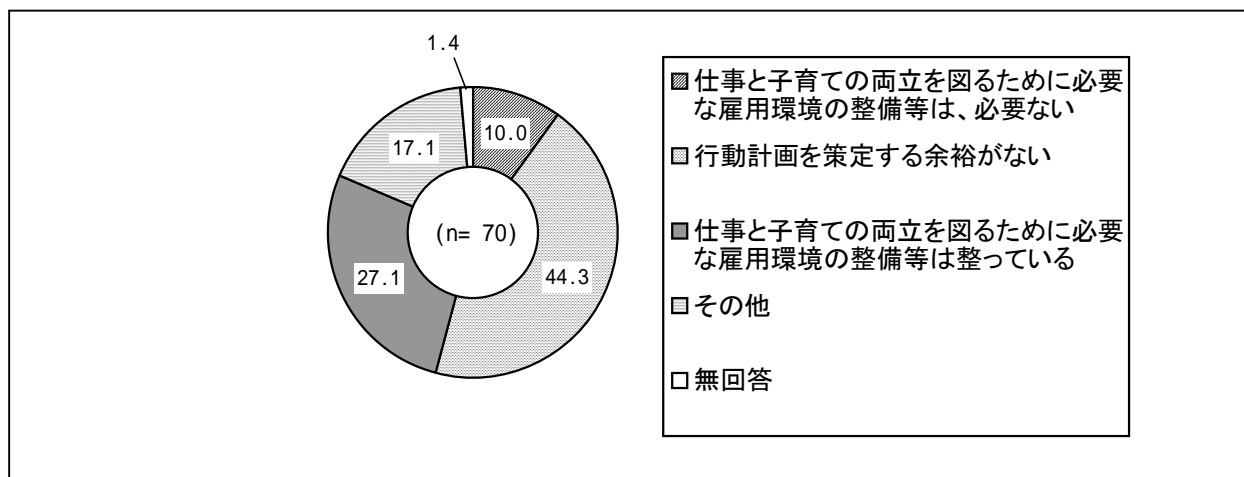 1.4
10.0
17.1
(n= 70)
44.3
27.1
仕事と子育ての両立を図るために必要
な雇用環境の整備等は、必要ない
行動計画を策定する余裕がない
仕事と子育ての両立を図るために必要
な雇用環境の整備等は整っている
その他
無回答